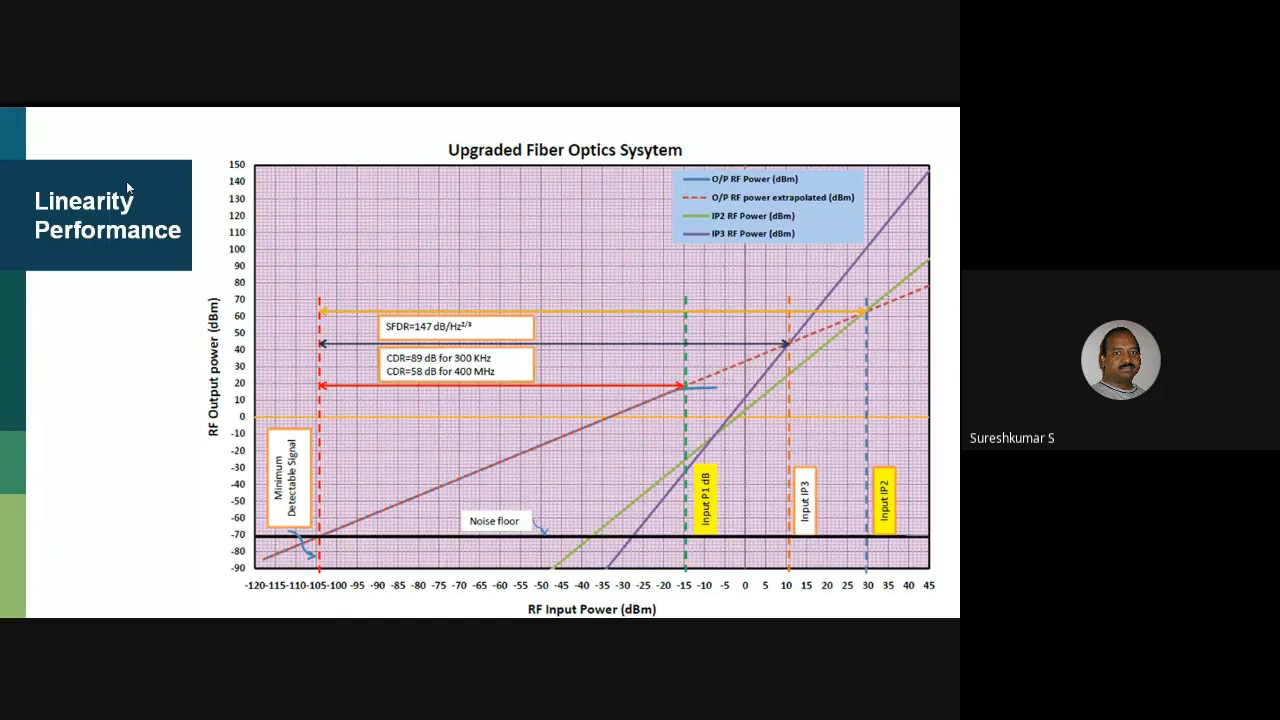 Linearity
Performance
Upgraded Fiber Optics Sysytem
RF Output power (dBm)
150
140
130
120
110
100
90
80
70
60
50
40
30
20
10
0
-10
-20
-30
-40
-50
-60
-70
-80
-90
O/P RF Power (dBm)
O/P RF power extrapolated (dBm)
IP2 RF Power (dBm)
IP3 RF Power (dBm)
SFDR=147 dB/Hz²/³
CDR=89 dB for 300 KHz
CDR=58 dB for 400 MHz
Minimum
Detectable Signal
Noise floor
Input P1 dB
Input IP3
Input IP2
-120 -115 -110 -105 -100 -95 -90 -85 -80 -75 -70 -65 -60 -55 -50 -45 -40 -35 -30 -25 -20 -15 -10 -5 0 5 10 15 20 25 30 35 40 45
RF Input Power (dBm)
Sureshkumar S